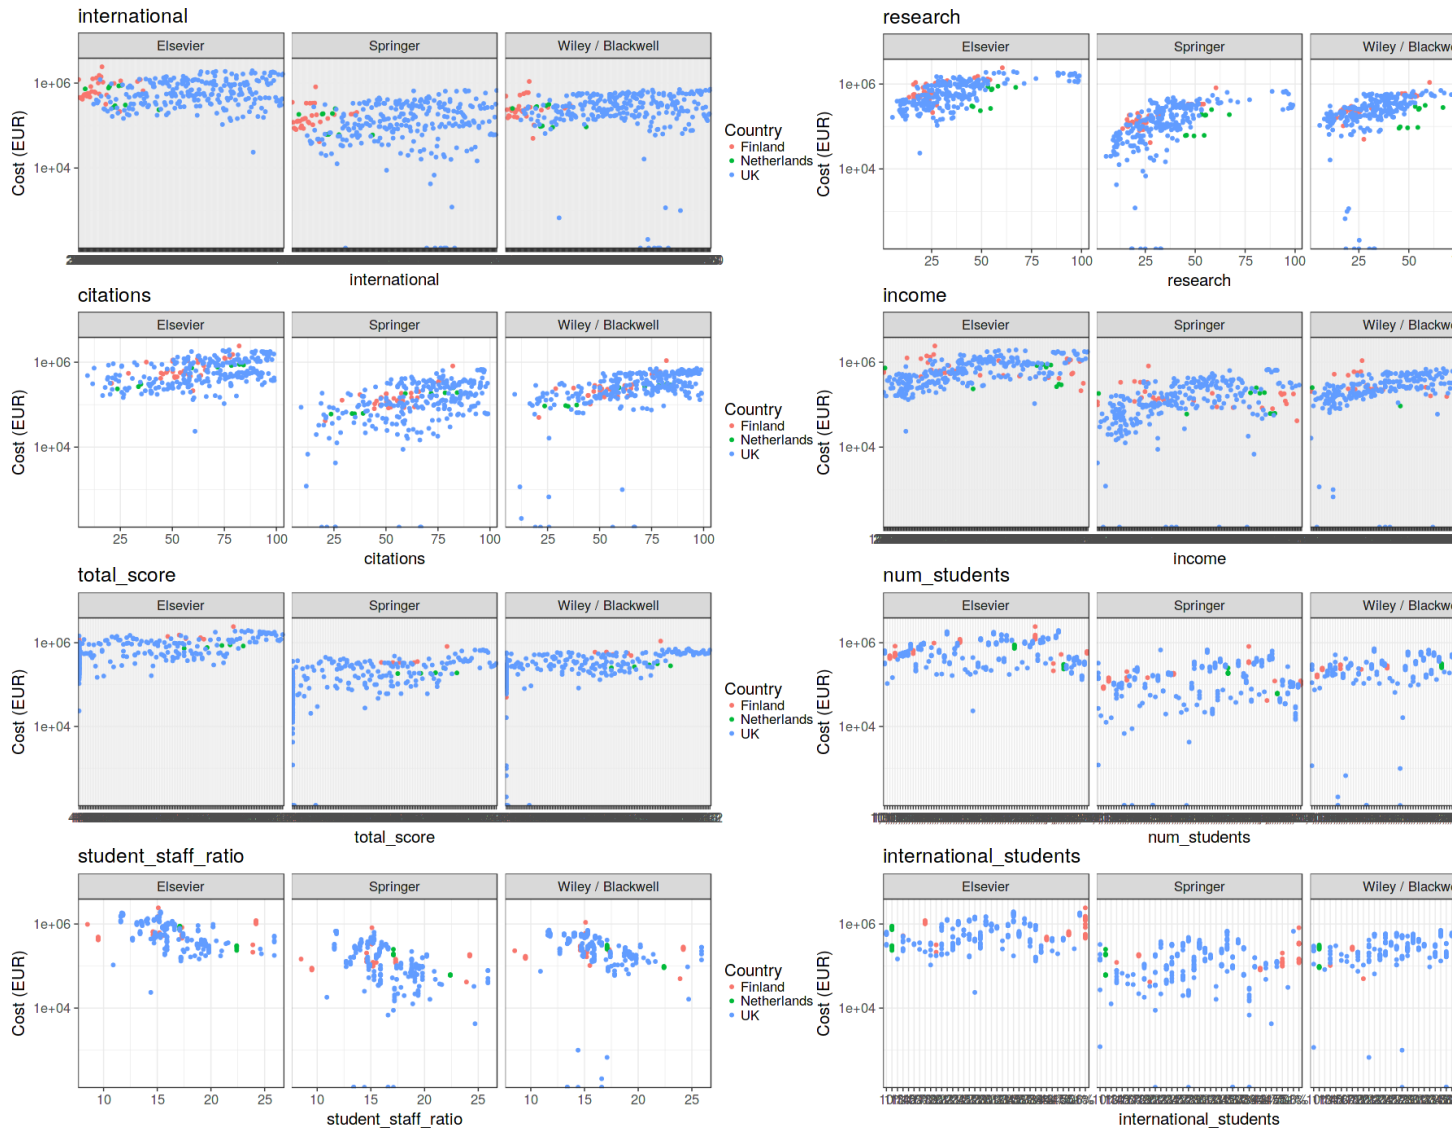 international
research
Elsevier
Springer
Wiley / Blackwell
Elsevier
Springer
Wiley / Blackw
1e+06
1e+04
Cost (EUR)
Country
Finland
Netherlands
UK
1e+06
1e+04
Cost (EUR)
25 50 75 100
25 50 75 100
25 50
international
research
citations
income
Elsevier
Springer
Wiley / Blackwell
Elsevier
Springer
Wiley / Blackw
1e+06
1e+04
Cost (EUR)
Country
Finland
Netherlands
UK
1e+06
1e+04
Cost (EUR)
25 50 75 100
25 50 75 100
25 50 75 100
citations
income
total_score
num_students
Elsevier
Springer
Wiley / Blackwell
Elsevier
Springer
Wiley / Blackw
1e+06
1e+04
Cost (EUR)
Country
Finland
Netherlands
UK
1e+06
1e+04
Cost (EUR)
total_score
num_students
student_staff_ratio
international_students
Elsevier
Springer
Wiley / Blackwell
Elsevier
Springer
Wiley / Blackw
1e+06
1e+04
Cost (EUR)
Country
Finland
Netherlands
UK
1e+06
1e+04
Cost (EUR)
10 15 20 25
10 15 20 25
10 15 20 25
student_staff_ratio
international_students